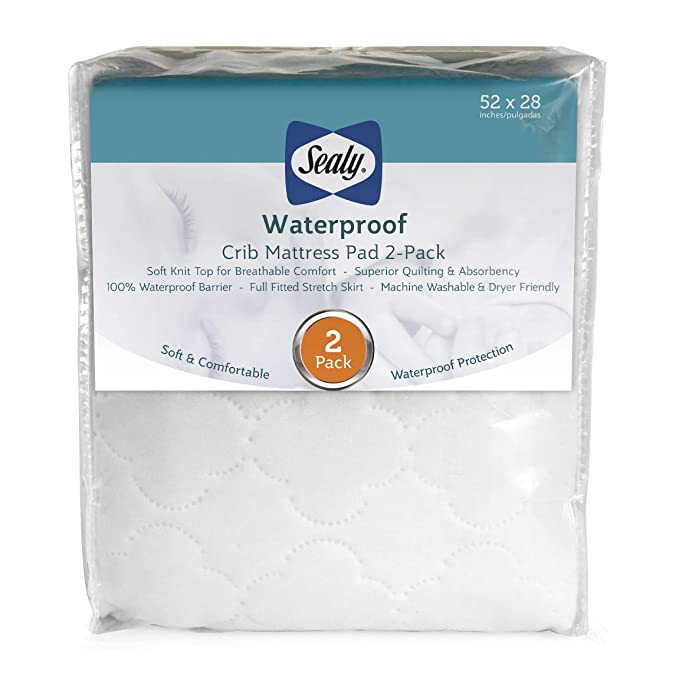 52 x 28
inches/pulgadas
Sealy®
Waterproof
Crib Mattress Pad 2-Pack
Soft Knit Top for Breathable Comfort - Superior Quilting & Absorbency
100% Waterproof Barrier - Full Fitted Stretch Skirt - Machine Washable & Dryer Friendly
Soft & Comfortable
2
Pack
Waterproof Protection